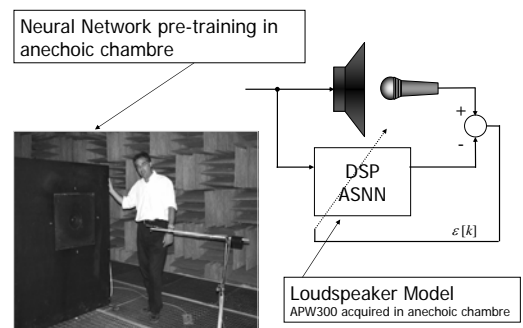 Neural Network pre-training in
anechoic chambre
+
-
DSP
ASNN
ε[k]
Loudspeaker Model
APW300 acquired in anechoic chambre